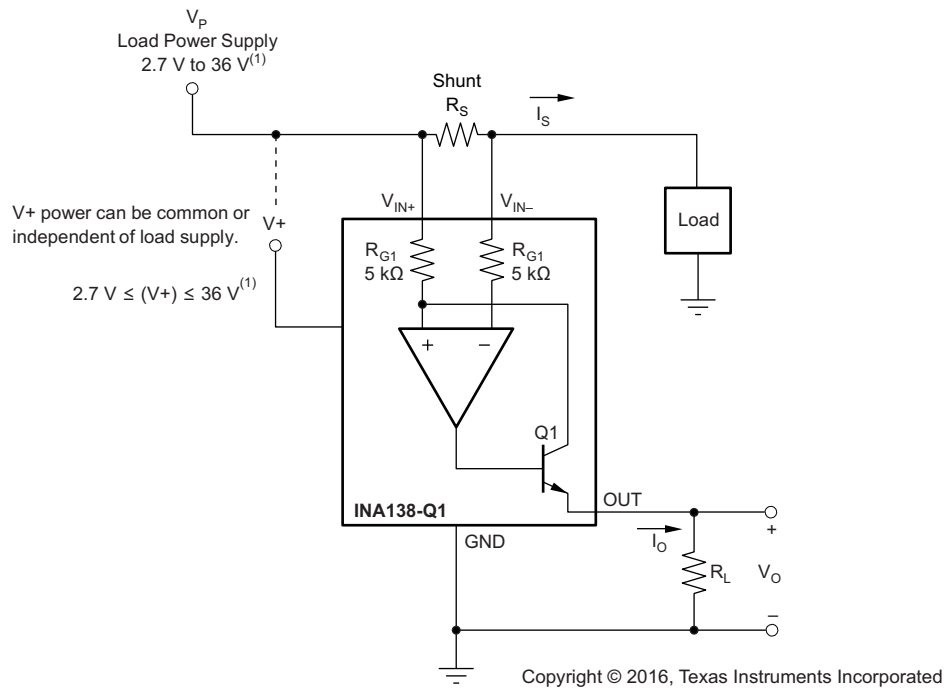 V_P
Load Power Supply
2.7 V to 36 V(1)
Shunt
R_S
I_S
V+ power can be common or
independent of load supply.
V+
V_IN+
V_IN–
Load
R_G1
5 kΩ
R_G1
5 kΩ
2.7 V ≤ (V+) ≤ 36 V(1)
+
–
Q1
OUT
INA138-Q1
GND
I_O
+
R_L
V_O
–
Copyright © 2016, Texas Instruments Incorporated